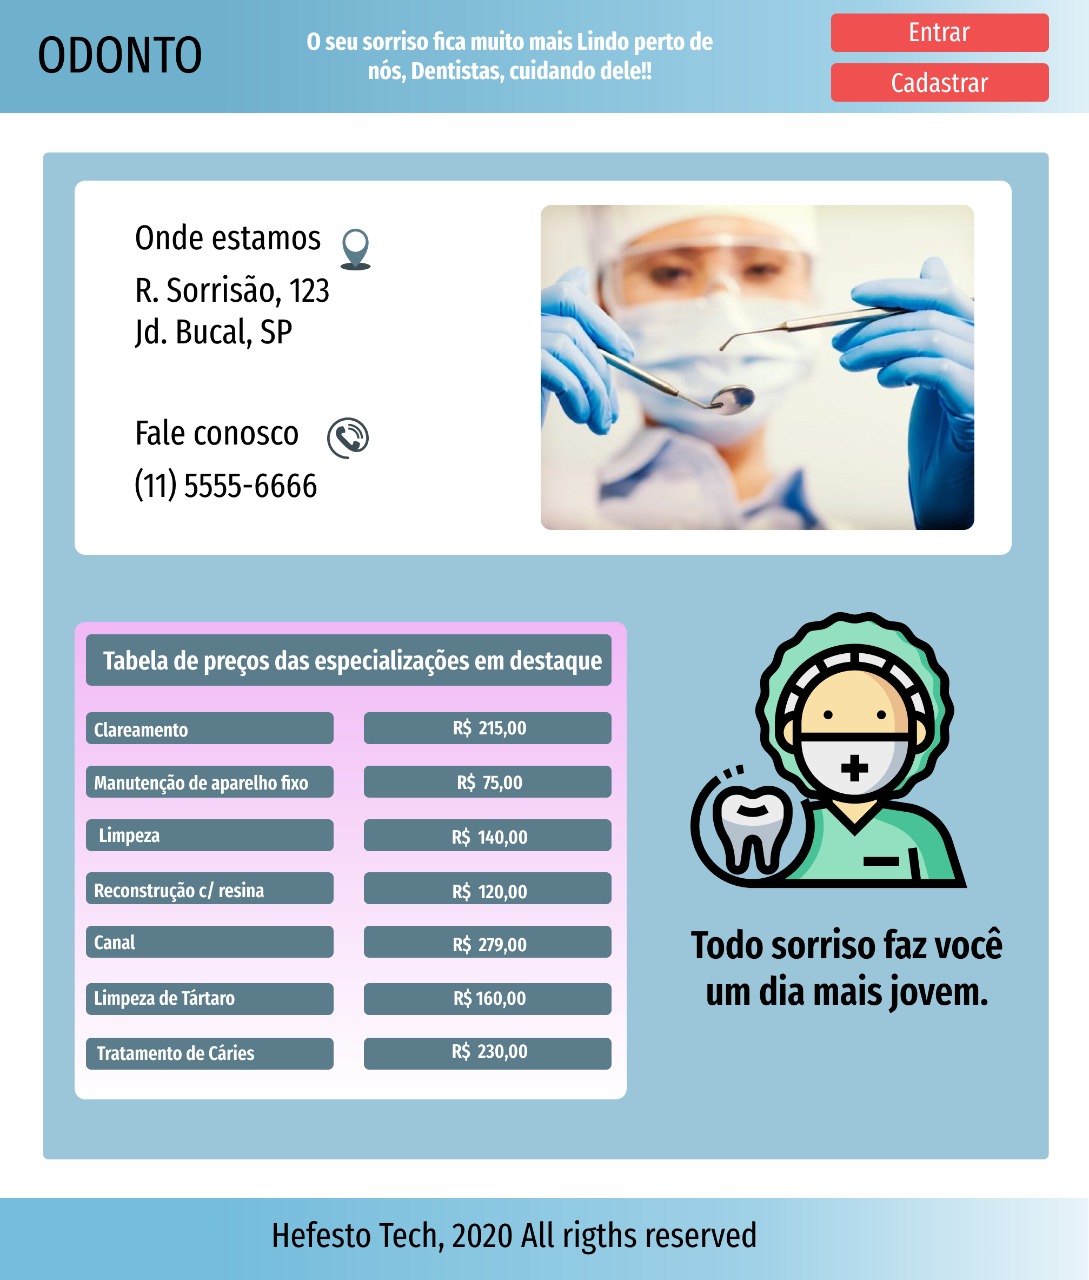 ODONTO
O seu sorriso fica muito mais Lindo perto de
nós, Dentistas, cuidando dele!!
Entrar
Cadastrar
Onde estamos
R. Sorrisão, 123
Jd. Bucal, SP
Fale conosco
(11) 5555-6666
Tabela de preços das especializações em destaque
Clareamento R$ 215,00
Manutenção de aparelho fixo R$ 75,00
Limpeza R$ 140,00
Reconstrução c/ resina R$ 120,00
Canal R$ 279,00
Limpeza de Tártaro R$ 160,00
Tratamento de Cáries R$ 230,00
Todo sorriso faz você
um dia mais jovem.
Hefesto Tech, 2020 All rigths reserved